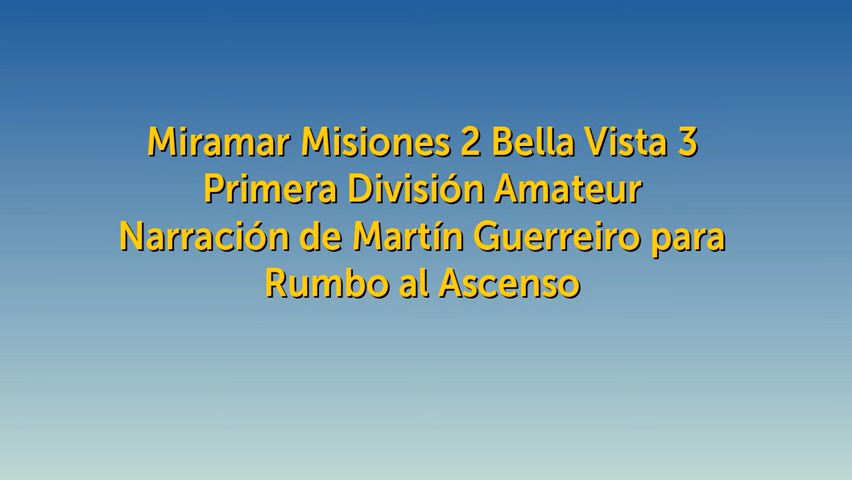 Miramar Misiones 2 Bella Vista 3
Primera División Amateur
Narración de Martín Guerreiro para
Rumbo al Ascenso